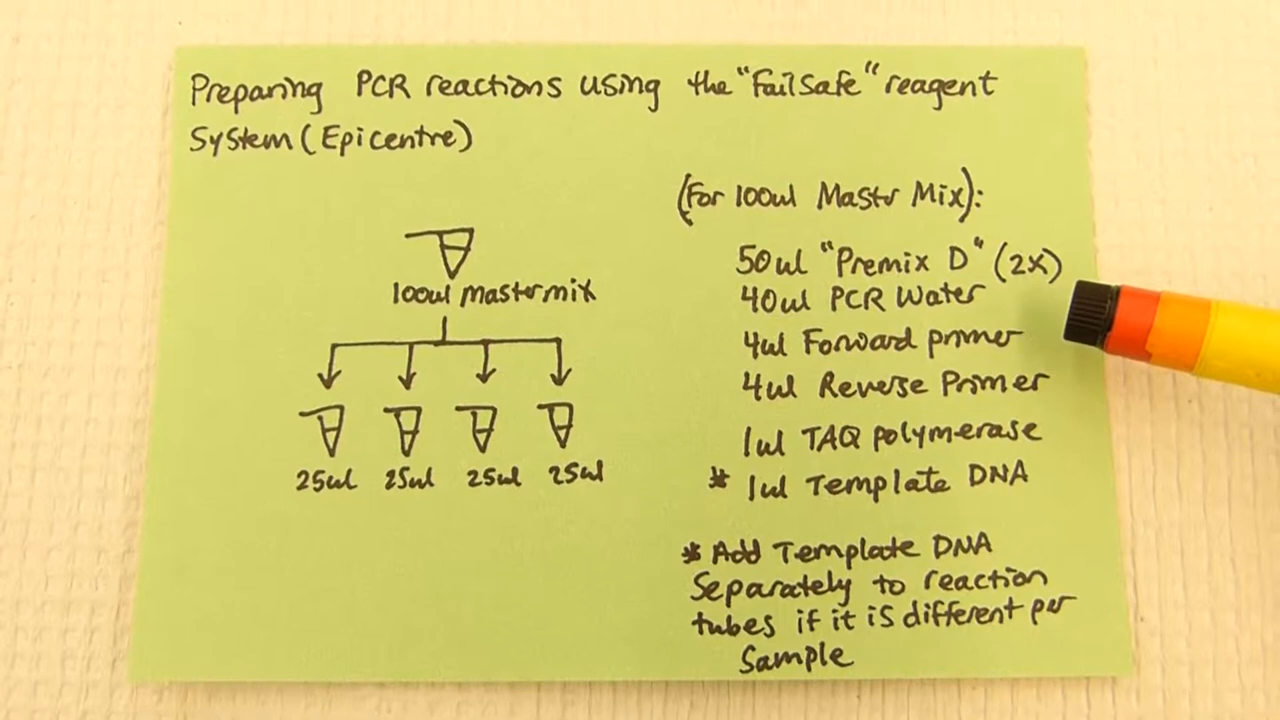 Preparing PCR reactions using the "FailSafe" reagent
System (Epicentre)
(For 100ul Mastr Mix):
50ul "Premix D" (2x)
40ul PCR Water
4ul Forward primer
4ul Reverse Primer
1ul TAQ polymerase
* 1ul Template DNA
* Add Template DNA
Separately to reaction
tubes if it is different per
Sample
100ul mastermix
25ul 25ul 25ul 25ul